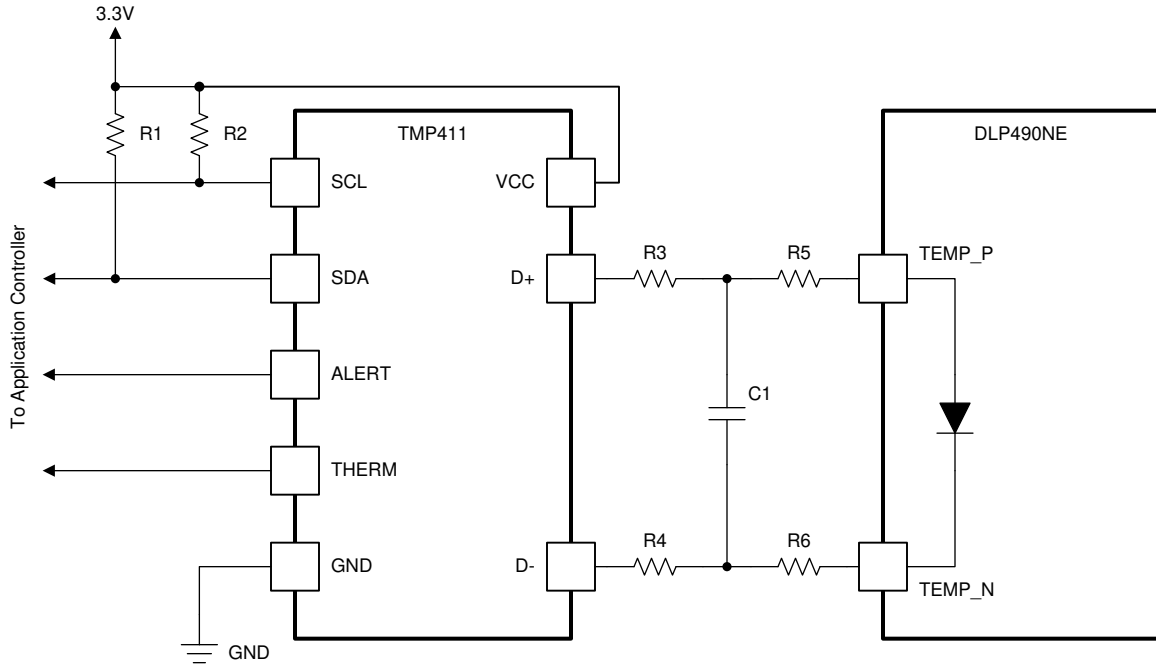 3.3V
R1
R2
TMP411
DLP490NE
SCL
VCC
SDA
D+
R3
R5
TEMP_P
To Application Controller
ALERT
C1
THERM
GND
D-
R4
R6
TEMP_N
GND